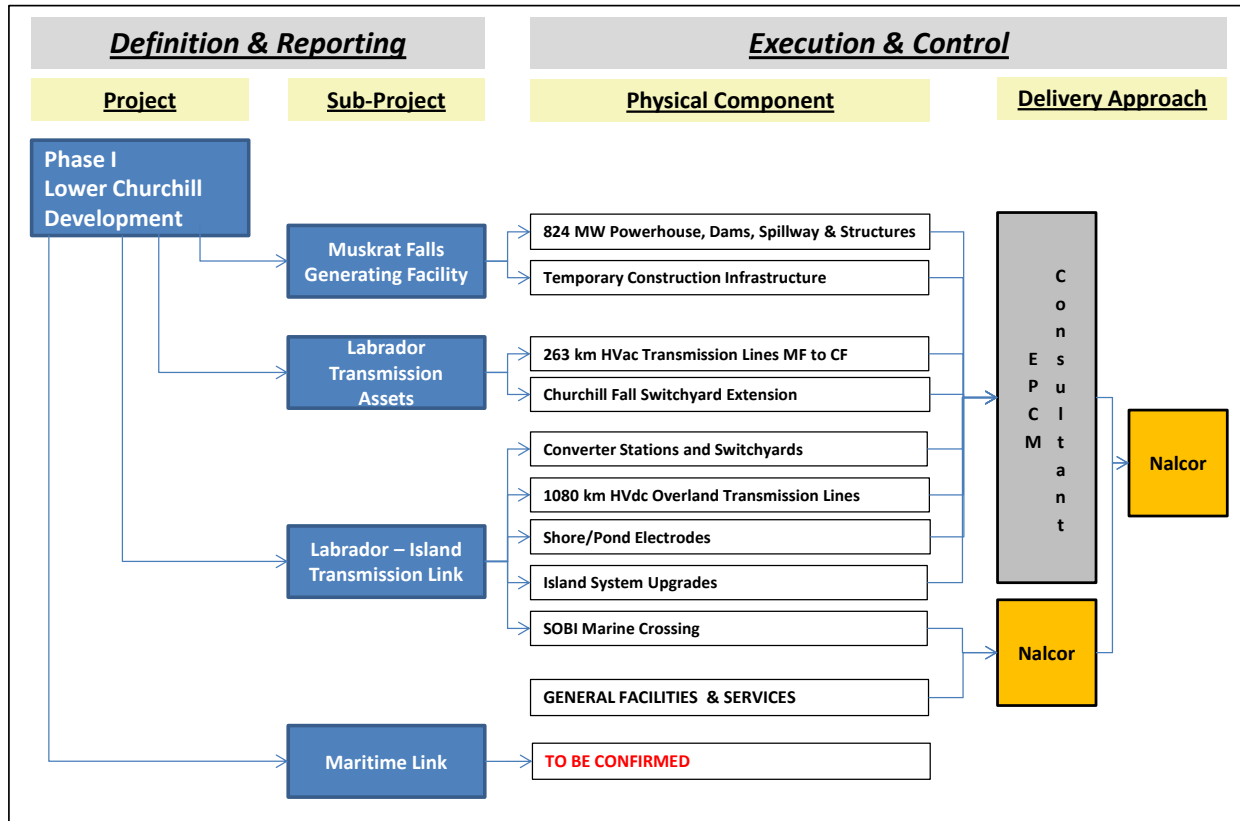 Definition & Reporting
Execution & Control
Project
Sub-Project
Physical Component
Delivery Approach
Phase I
Lower Churchill
Development
Muskrat Falls
Generating Facility
824 MW Powerhouse, Dams, Spillway & Structures
Temporary Construction Infrastructure
Labrador
Transmission
Assets
263 km HVac Transmission Lines MF to CF
Churchill Fall Switchyard Extension
Labrador – Island
Transmission Link
Converter Stations and Switchyards
1080 km HVdc Overland Transmission Lines
Shore/Pond Electrodes
Island System Upgrades
SOBI Marine Crossing
GENERAL FACILITIES & SERVICES
Maritime Link
TO BE CONFIRMED
EPCM
Consultant
Nalcor
Nalcor